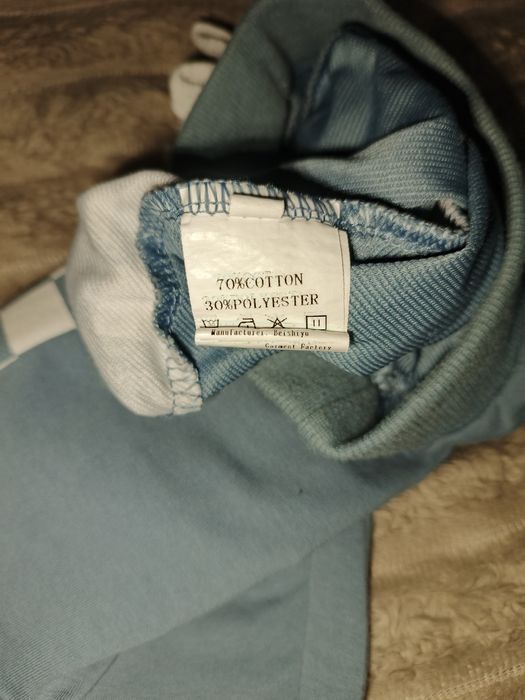 70%COTTON
30%POLYESTER
Manufacturer: Beishiyu
Garment Factory